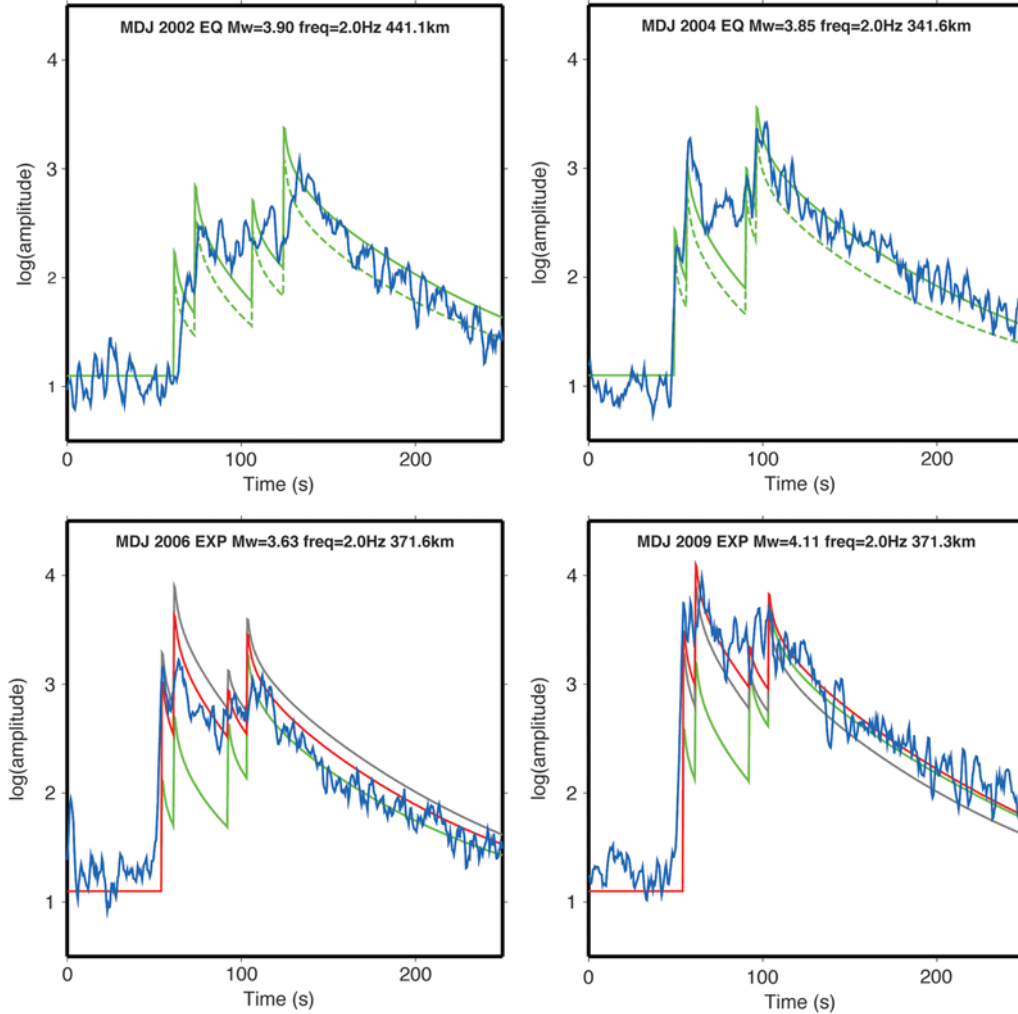 MDJ 2002 EQ Mw=3.90 freq=2.0Hz 441.1km
4
3
2
1
log(amplitude)
0
100
200
Time (s)
MDJ 2004 EQ Mw=3.85 freq=2.0Hz 341.6km
4
3
2
1
log(amplitude)
0
100
200
Time (s)
MDJ 2006 EXP Mw=3.63 freq=2.0Hz 371.6km
4
3
2
1
log(amplitude)
0
100
200
Time (s)
MDJ 2009 EXP Mw=4.11 freq=2.0Hz 371.3km
4
3
2
1
log(amplitude)
0
100
200
Time (s)